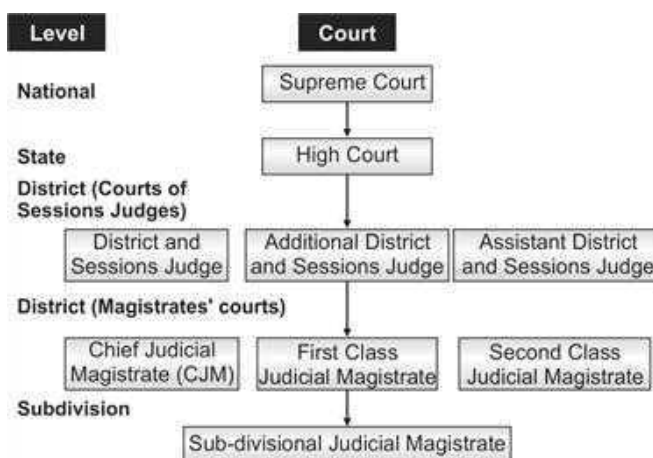 Level
Court
National
Supreme Court
State
High Court
District (Courts of
Sessions Judges)
District and
Sessions Judge
Additional District
and Sessions Judge
Assistant District
and Sessions Judge
District (Magistrates' courts)
Chief Judicial
Magistrate (CJM)
First Class
Judicial Magistrate
Second Class
Judicial Magistrate
Subdivision
Sub-divisional Judicial Magistrate